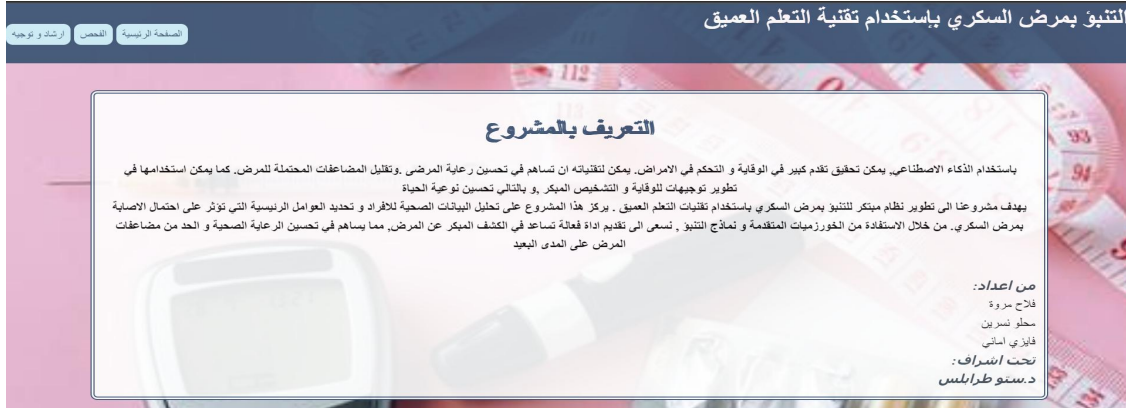 التنبؤ بمرض السكري بإستخدام تقنية التعلم العميق
الصفحة الرئيسية
الفحص
ارشاد و توجيه
التعريف بالمشروع
باستخدام الذكاء الاصطناعي, يمكن تحقيق تقدم كبير في الوقاية و التحكم في الامراض. يمكن لتقنياته ان تساهم في تحسين رعاية المرضى .وتقليل المضاعفات المحتملة للمرض. كما يمكن استخدامها في
تطوير توجيهات للوقاية و التشخيص المبكر ,و بالتالي تحسين نوعية الحياة
يهدف مشروعنا الى تطوير نظام مبتكر للتنبؤ بمرض السكري باستخدام تقنيات التعلم العميق . يركز هذا المشروع على تحليل البيانات الصحية للافراد و تحديد العوامل الرئيسية التي تؤثر على احتمال الاصابة
بمرض السكري. من خلال الاستفادة من الخورزميات المتقدمة و نماذج التنبؤ , نسعى الى تقديم اداة فعالة تساعد في الكشف المبكر عن المرض, مما يساهم في تحسين الرعاية الصحية و الحد من مضاعفات
المرض على المدى البعيد
من اعداد:
فلاح مروة
محلو نسرين
فايزي اماني
تحت اشراف:
د.ستو طرابلس
112
93
94